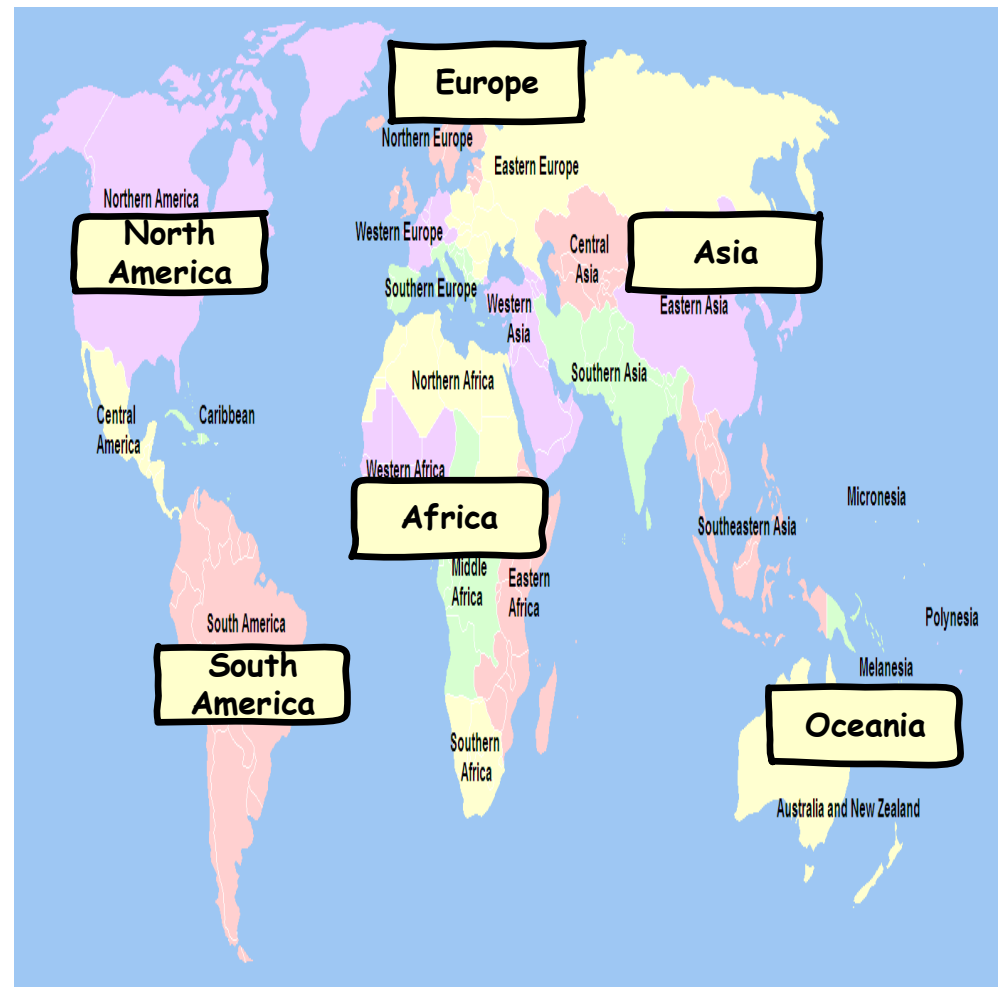 Europe
Northern Europe
Eastern Europe
Northern America
North
America
Western Europe
Central
Asia
Asia
Southern Europe
Western
Asia
Eastern Asia
Northern Africa
Southern Asia
Central
America
Caribbean
Western Africa
Africa
Micronesia
Southeastern Asia
Middle
Africa
Eastern
Africa
South America
South
America
Polynesia
Melanesia
Oceania
Southern
Africa
Australia and New Zealand